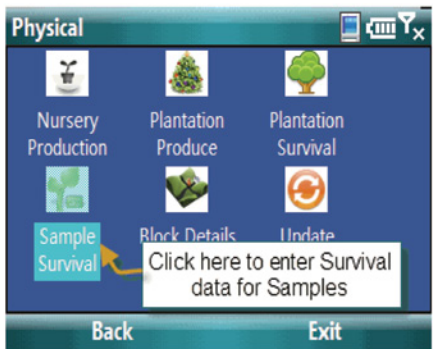 Physical
Nursery
Production
Plantation
Produce
Plantation
Survival
Sample
Survival
Block Details
Update
Click here to enter Survival
data for Samples
Back
Exit